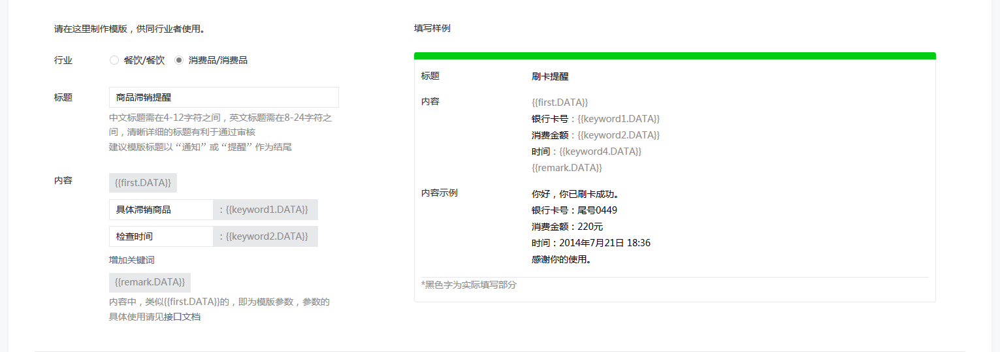 请在这里制作模版，供同行业者使用。
行业 餐饮/餐饮 消费品/消费品
标题 商品滞销提醒
中文标题需在4-12字符之间，英文标题需在8-24字符之
间，清晰详细的标题有利于通过审核
建议模版标题以“通知”或“提醒”作为结尾
内容 {{first.DATA}}
具体滞销商品 ：{{keyword1.DATA}}
检查时间 ：{{keyword2.DATA}}
增加关键词
{{remark.DATA}}
内容中，类似{{first.DATA}}的，即为模版参数，参数的
具体使用请见接口文档
填写样例
标题 刷卡提醒
内容 {{first.DATA}}
银行卡号：{{keyword1.DATA}}
消费金额：{{keyword2.DATA}}
时间：{{keyword4.DATA}}
{{remark.DATA}}
内容示例 你好，你已刷卡成功。
银行卡号：尾号0449
消费金额：220元
时间：2014年7月21日 18:36
感谢你的使用。
*黑色字为实际填写部分